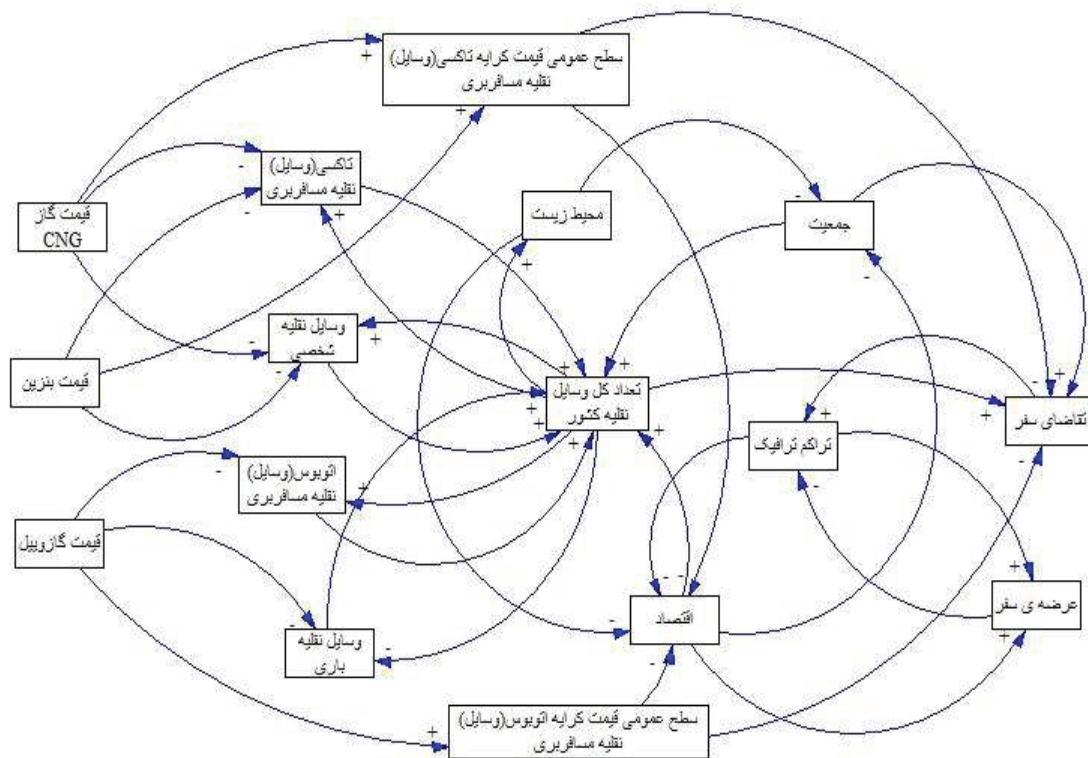 سطح عمومی قیمت کرایه تاکسی(وسایل)
نقلیه مسافربری
تاکسی(وسایل)
نقلیه مسافربری
قیمت گاز
CNG
محیط زیست
جمعیت
وسایل نقلیه
شخصی
قیمت بنزین
تعداد کل وسایل
نقلیه کشور
تقاضای سفر
تراکم ترافیک
اتوبوس(وسایل)
نقلیه مسافربری
قیمت گازوییل
عرضه ی سفر
اقتصاد
وسایل نقلیه
باری
سطح عمومی قیمت کرایه اتوبوس(وسایل)
نقلیه مسافربری